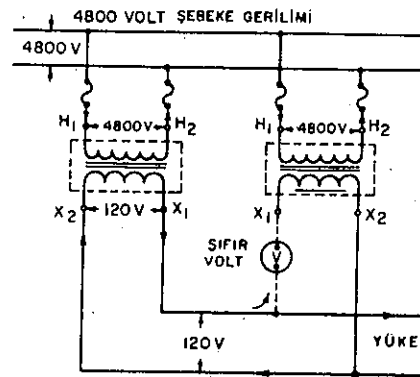 4800 VOLT ŞEBEKE GERİLİMİ
4800 V
H1 4800V H2
H1 4800V H2
X2 120V X1
X1 X2
SIFIR
VOLT
V
120V
YÜKE